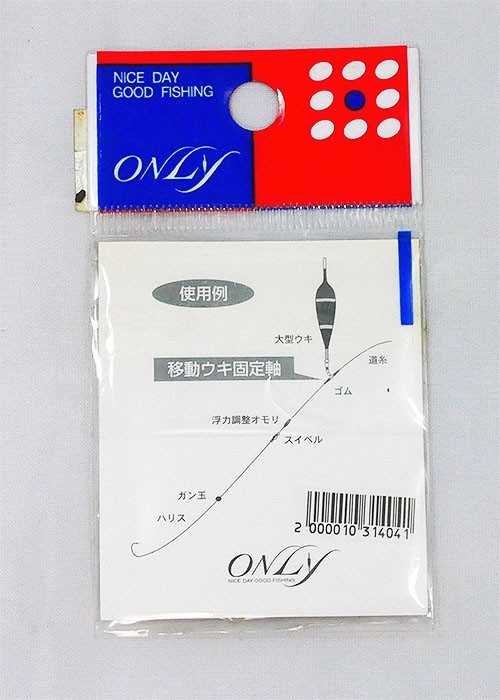 NICE DAY
GOOD FISHING
ONLY
使用例
大型ウキ
道糸
移動ウキ固定軸
ゴム
浮力調整オモリ
スイベル
ガン玉
ハリス
2 000010 314041
ONLY
NICE DAY GOOD FISHING